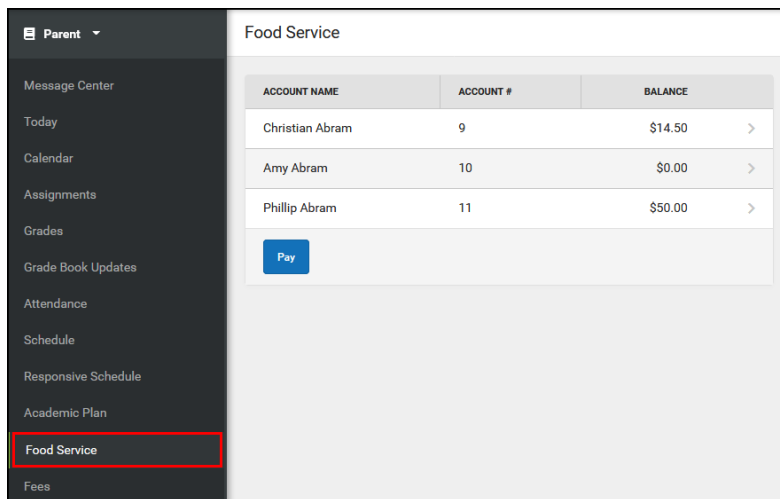 Parent
Message Center
Today
Calendar
Assignments
Grades
Grade Book Updates
Attendance
Schedule
Responsive Schedule
Academic Plan
Food Service
Fees
Food Service
ACCOUNT NAME ACCOUNT # BALANCE
Christian Abram 9 $14.50
Amy Abram 10 $0.00
Phillip Abram 11 $50.00
Pay